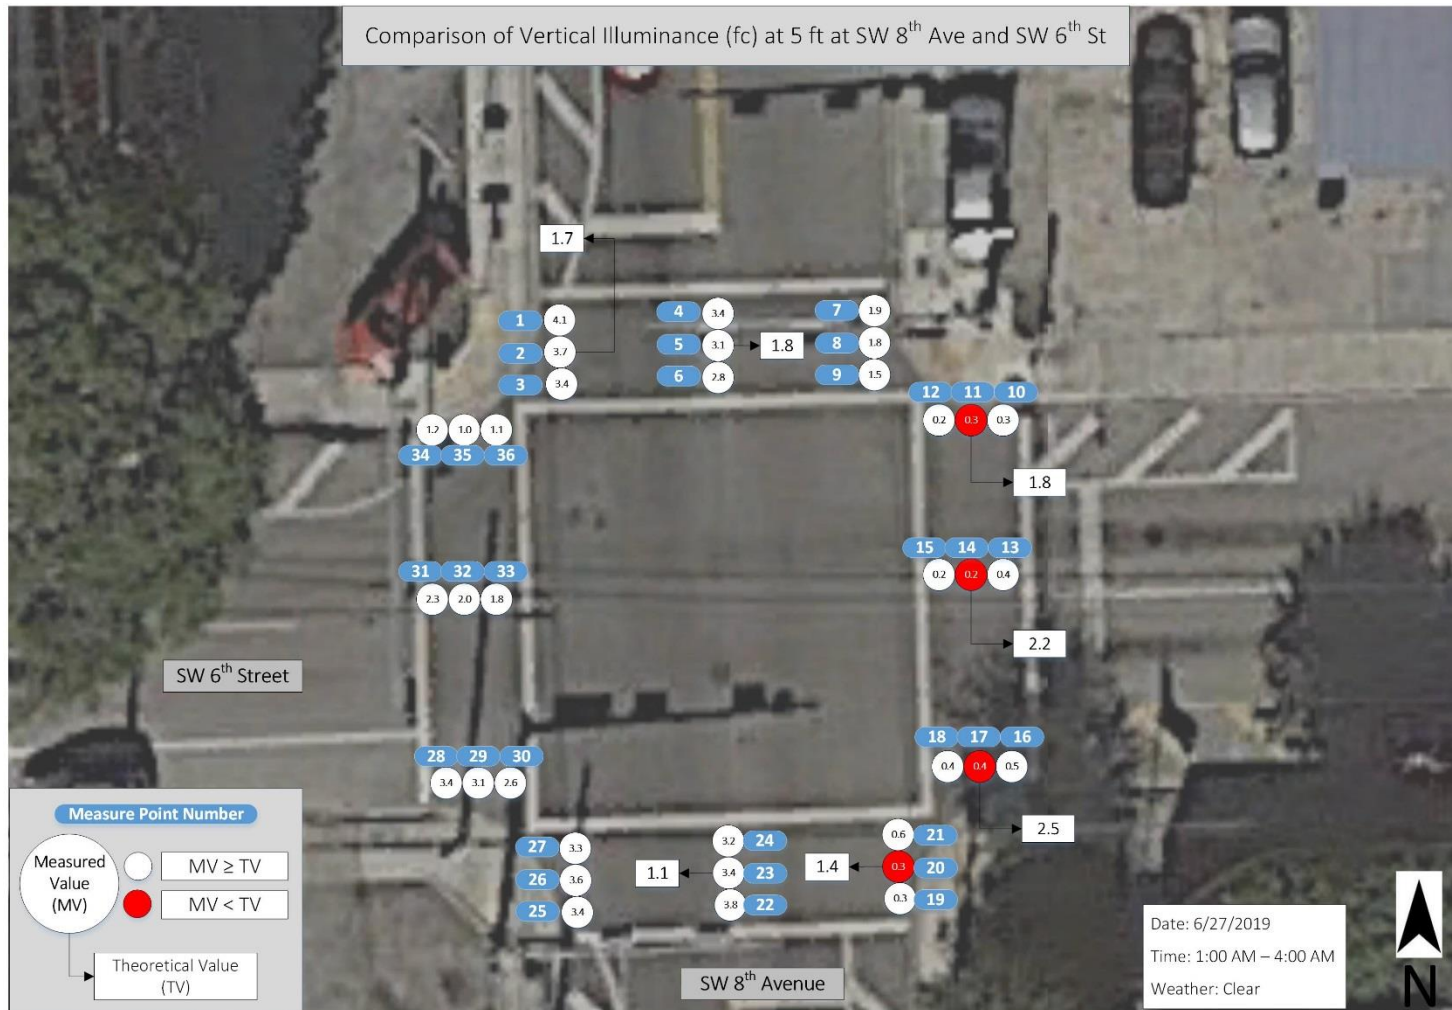 Comparison of Vertical Illuminance (fc) at 5 ft at SW 8th Ave and SW 6th St
1.7
1 4.1
2 3.7
3 3.4
4 3.4
5 3.1 1.8
6 2.8
7 1.9
8 1.8
9 1.5
12 11 10
0.2 0.3 0.3
1.8
1.2 1.0 1.1
34 35 36
15 14 13
0.2 0.2 0.4
2.2
31 32 33
2.3 2.0 1.8
SW 6th Street
18 17 16
0.4 0.4 0.5
2.5
28 29 30
3.4 3.1 2.6
27 3.3
26 3.6
25 3.4
3.2 24
1.1 3.4 23
3.8 22
0.6 21
1.4 0.3 20
0.3 19
Measure Point Number
Measured
Value
(MV)
MV ≥ TV
MV < TV
Theoretical Value
(TV)
SW 8th Avenue
Date: 6/27/2019
Time: 1:00 AM – 4:00 AM
Weather: Clear
N